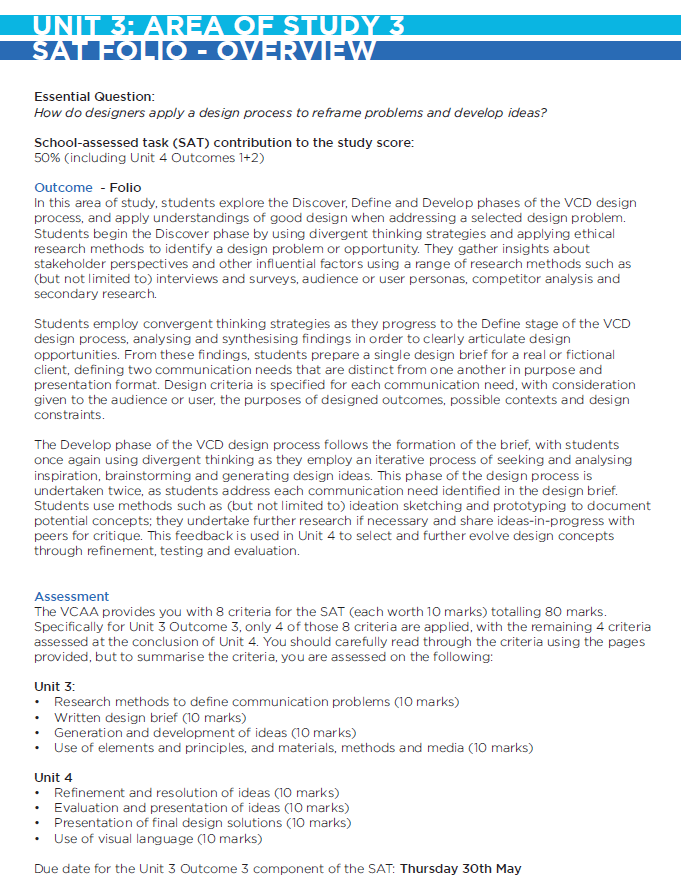 UNIT 3: AREA OF STUDY 3
SAT FOLIO - OVERVIEW
Essential Question:
How do designers apply a design process to reframe problems and develop ideas?
School-assessed task (SAT) contribution to the study score:
50% (including Unit 4 Outcomes 1+2)
Outcome - Folio
In this area of study, students explore the Discover, Define and Develop phases of the VCD design
process, and apply understandings of good design when addressing a selected design problem.
Students begin the Discover phase by using divergent thinking strategies and applying ethical
research methods to identify a design problem or opportunity. They gather insights about
stakeholder perspectives and other influential factors using a range of research methods such as
(but not limited to) interviews and surveys, audience or user personas, competitor analysis and
secondary research.
Students employ convergent thinking strategies as they progress to the Define stage of the VCD
design process, analysing and synthesising findings in order to clearly articulate design
opportunities. From these findings, students prepare a single design brief for a real or fictional
client, defining two communication needs that are distinct from one another in purpose and
presentation format. Design criteria is specified for each communication need, with consideration
given to the audience or user, the purposes of designed outcomes, possible contexts and design
constraints.
The Develop phase of the VCD design process follows the formation of the brief, with students
once again using divergent thinking as they employ an iterative process of seeking and analysing
inspiration, brainstorming and generating design ideas. This phase of the design process is
undertaken twice, as students address each communication need identified in the design brief.
Students use methods such as (but not limited to) ideation sketching and prototyping to document
potential concepts; they undertake further research if necessary and share ideas-in-progress with
peers for critique. This feedback is used in Unit 4 to select and further evolve design concepts
through refinement, testing and evaluation.
Assessment
The VCAA provides you with 8 criteria for the SAT (each worth 10 marks) totalling 80 marks.
Specifically for Unit 3 Outcome 3, only 4 of those 8 criteria are applied, with the remaining 4 criteria
assessed at the conclusion of Unit 4. You should carefully read through the criteria using the pages
provided, but to summarise the criteria, you are assessed on the following:
Unit 3:
• Research methods to define communication problems (10 marks)
• Written design brief (10 marks)
• Generation and development of ideas (10 marks)
• Use of elements and principles, and materials, methods and media (10 marks)
Unit 4
• Refinement and resolution of ideas (10 marks)
• Evaluation and presentation of ideas (10 marks)
• Presentation of final design solutions (10 marks)
• Use of visual language (10 marks)
Due date for the Unit 3 Outcome 3 component of the SAT: Thursday 30th May